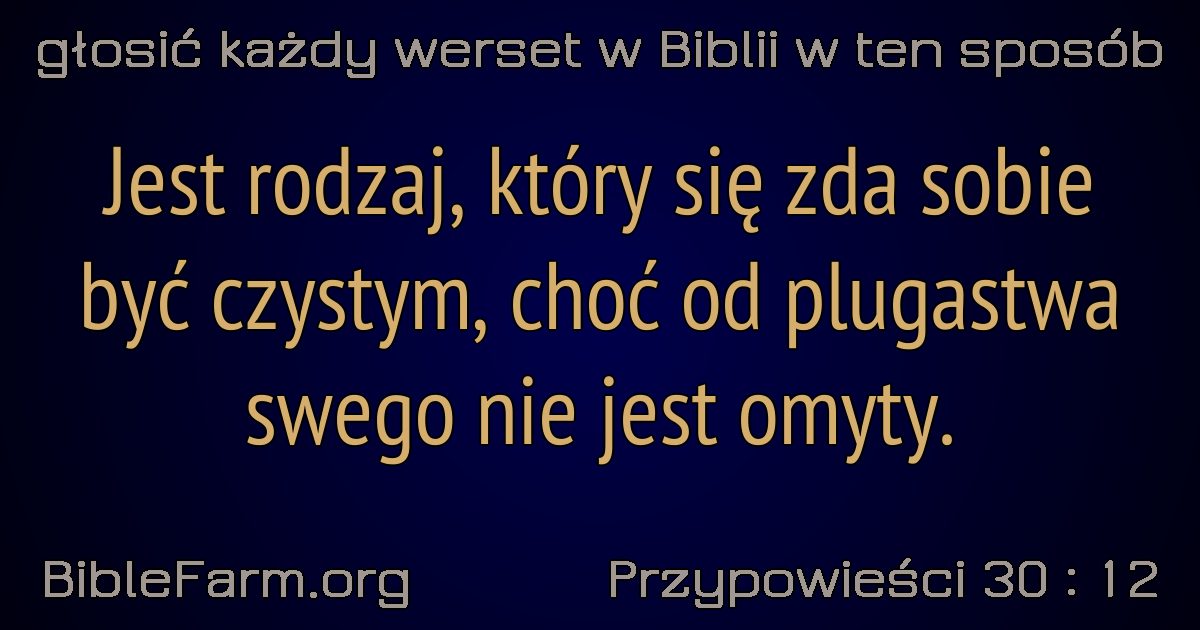 głosić każdy werset w Biblii w ten sposób
Jest rodzaj, który się zda sobie
być czystym, choć od plugastwa
swego nie jest omyty.
BibleFarm.org
Przypowieści 30 : 12